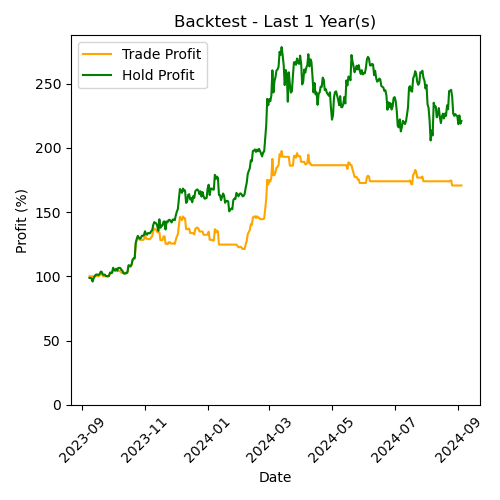 Backtest - Last 1 Year(s)
Trade Profit
Hold Profit
Profit (%)
250
200
150
100
50
0
2023-09
2023-11
2024-01
2024-03
2024-05
2024-07
2024-09
Date